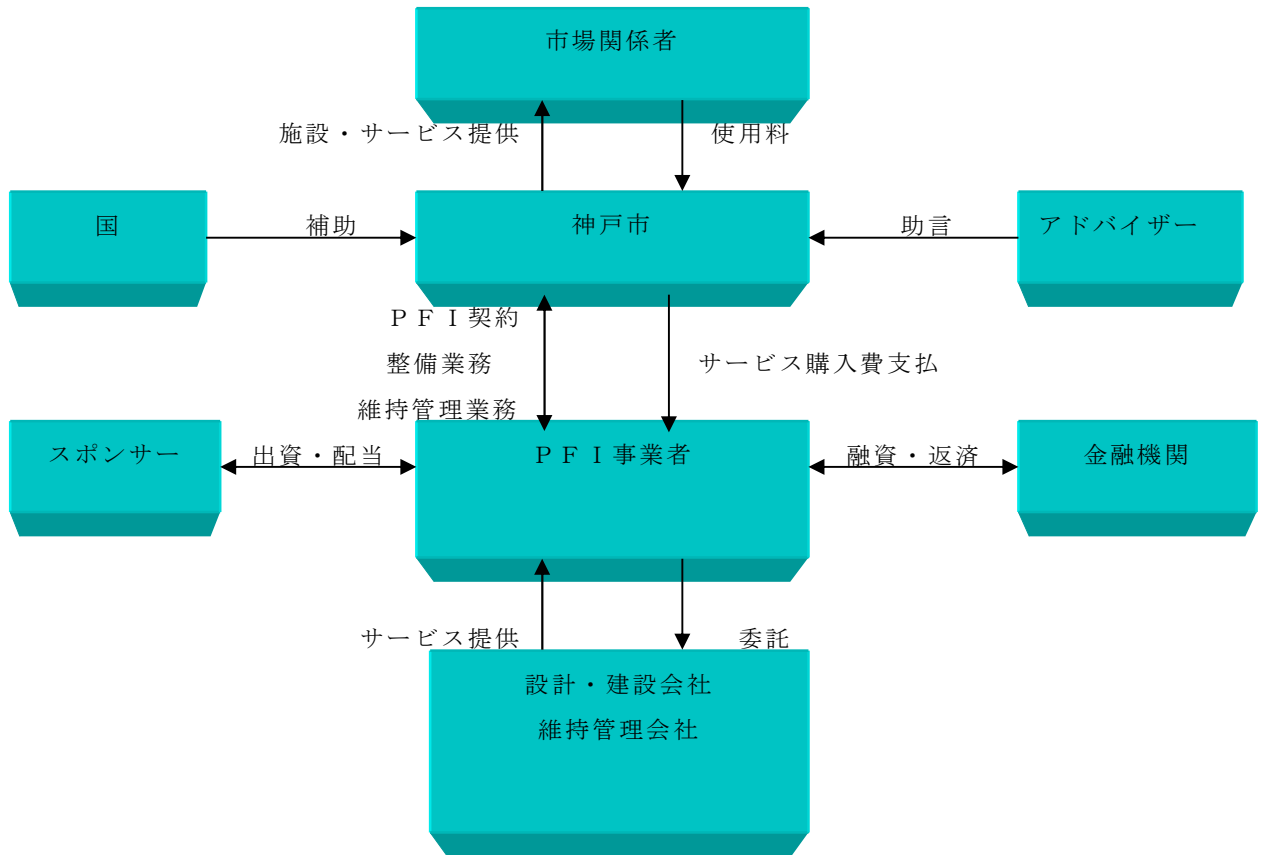 市場関係者
施設・サービス提供
使用料
国
補助
神戸市
助言
アドバイザー
ＰＦＩ契約
整備業務
サービス購入費支払
維持管理業務
スポンサー
出資・配当
ＰＦＩ事業者
融資・返済
金融機関
サービス提供
委託
設計・建設会社
維持管理会社